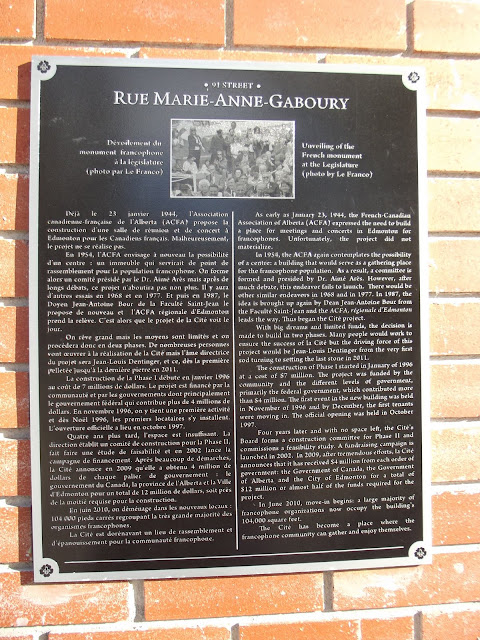 • 91 STREET •
RUE MARIE-ANNE-GABOURY
Dévoilement du
monument francophone
à la législature
(photo par Le Franco)
Unveiling of the
French monument
at the Legislature
(photo by Le Franco)
Déjà le 23 janvier 1944, l'Association
canadienne-française de l'Alberta (ACFA) propose la
construction d'une salle de réunion et de concert à
Edmonton pour les Canadiens français. Malheureusement,
le projet ne se réalise pas.
En 1954, l'ACFA envisage à nouveau la possibilité
d'un centre : un immeuble qui servirait de point de
rassemblement pour la population francophone. On forme
alors un comité présidé par le Dr. Aimé Arès mais après de
longs débats, ce projet n'aboutira pas non plus. Il y aura
d'autres essais en 1968 et en 1977. Et puis en 1987, le
Doyen Jean-Antoine Bour de la Faculté Saint-Jean le
propose de nouveau et l'ACFA régionale d'Edmonton
prend la relève. C'est alors que le projet de la Cité voit le
jour.
On rêve grand mais les moyens sont limités et on
procédera donc en deux phases. De nombreuses personnes
vont œuvrer à la réalisation de la Cité mais l'âme directrice
du projet sera Jean-Louis Dentinger, et ce, dès la première
pelletée jusqu'à la dernière pierre en 2011.
La construction de la Phase I débute en janvier 1996
au coût de 7 millions de dollars. Le projet est financé par la
communauté et par les gouvernements dont principalement
le gouvernement fédéral qui contribue plus de 4 millions de
dollars. En novembre 1996, on y tient une première activité
et dès Noël 1996, les premiers locataires s'y installent.
L'ouverture officielle a lieu en octobre 1997.
Quatre ans plus tard, l'espace est insuffisant. La
direction établit un comité de construction pour la Phase II,
fait faire une étude de faisabilité et en 2002 lance la
campagne de financement. Après beaucoup de démarches,
la Cité annonce en 2009 qu'elle a obtenu 4 million de
dollars de chaque palier de gouvernement : le
gouvernement du Canada, la province de l'Alberta et la Ville
d'Edmonton pour un total de 12 million de dollars, soit près
de la moitié requise pour la construction.
En juin 2010, on déménage dans les nouveaux locaux :
104 000 pieds carrés regroupant la très grande majorité des
organismes francophones.
La Cité est dorénavant un lieu de rassemblement et
d'épanouissement pour la communauté francophone.
As early as January 23, 1944, the French-Canadian
Association of Alberta (ACFA) expressed the need to build
a place for meetings and concerts in Edmonton for
francophones. Unfortunately, the project did not
materialize.
In 1954, the ACFA again contemplates the possibility
of a centre: a building that would serve as a gathering place
for the francophone population. As a result, a committee is
formed and presided by Dr. Aimé Arès. However, after
much debate, this endeavor fails to launch. There would be
other similar endeavors in 1968 and in 1977. In 1987, the
idea is brought up again by Dean Jean-Antoine Bour from
the Faculté Saint-Jean and the ACFA, régionale d'Edmonton
leads the way. Thus began the Cité project.
With big dreams and limited funds, the decision is
made to build in two phases. Many people would work to
ensure the success of la Cité but the driving force of this
project would be Jean-Louis Dentinger from the very first
sod turning to setting the last stone in 2011.
The construction of Phase I started in January of 1996
at a cost of $7 million. The project was funded by the
community and the different levels of government,
primarily the federal government, which contributed more
than $4 million. The first event in the new building was held
in November of 1996 and by December, the first tenants
were moving in. The official opening was held in October
1997.
Four years later and with no space left, the Cité's
Board forms a construction committee for Phase II and
commissions a feasibility study. A fundraising campaign is
launched in 2002. In 2009, after tremendous efforts, la Cité
announces that it has received $4 million from each order of
government: the Government of Canada, the Government
of Alberta and the City of Edmonton for a total of
$12 million or almost half of the funds required for the
project.
In June 2010, move-in begins: a large majority of
francophone organizations now occupy the building's
104,000 square feet.
The Cité has become a place where the
francophone community can gather and enjoy themselves.